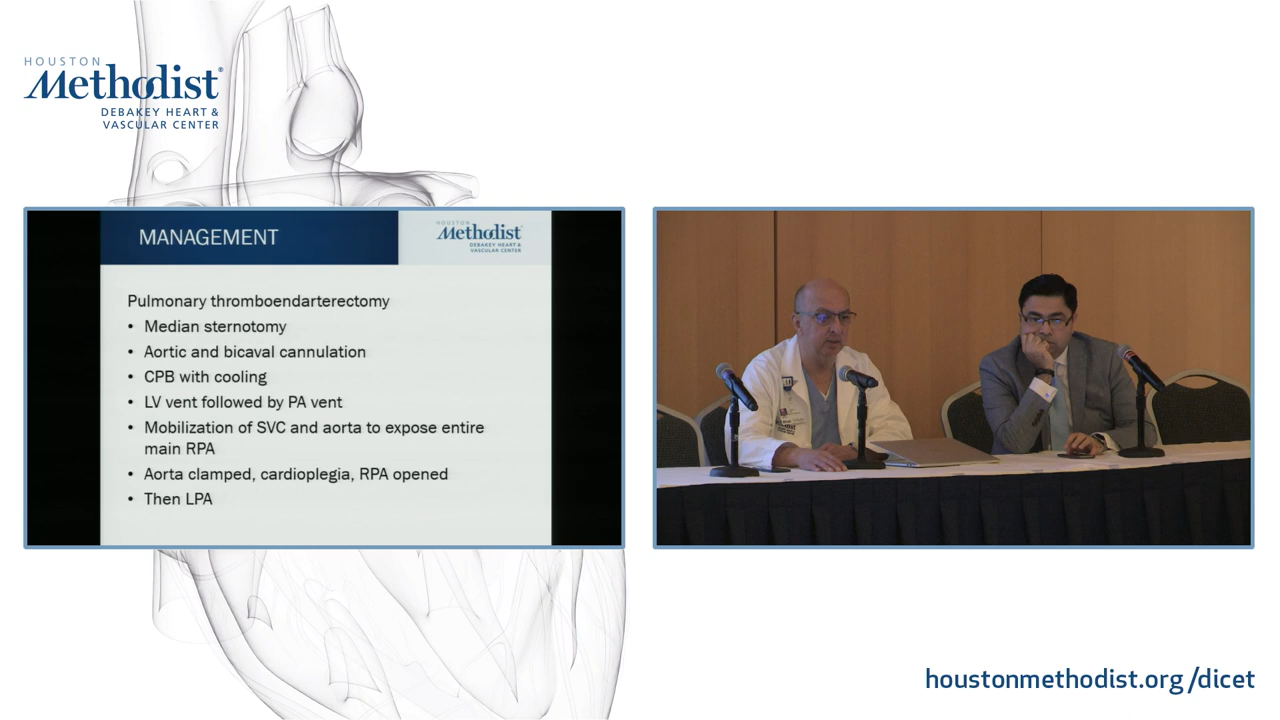 HOUSTON
Methodist®
DEBAKEY HEART &
VASCULAR CENTER
MANAGEMENT
HOUSTON
Methodist
DEBAKEY HEART &
VASCULAR CENTER
Pulmonary thromboendarterectomy
• Median sternotomy
• Aortic and bicaval cannulation
• CPB with cooling
• LV vent followed by PA vent
• Mobilization of SVC and aorta to expose entire
main RPA
• Aorta clamped, cardioplegia, RPA opened
• Then LPA
houstonmethodist.org/dicet